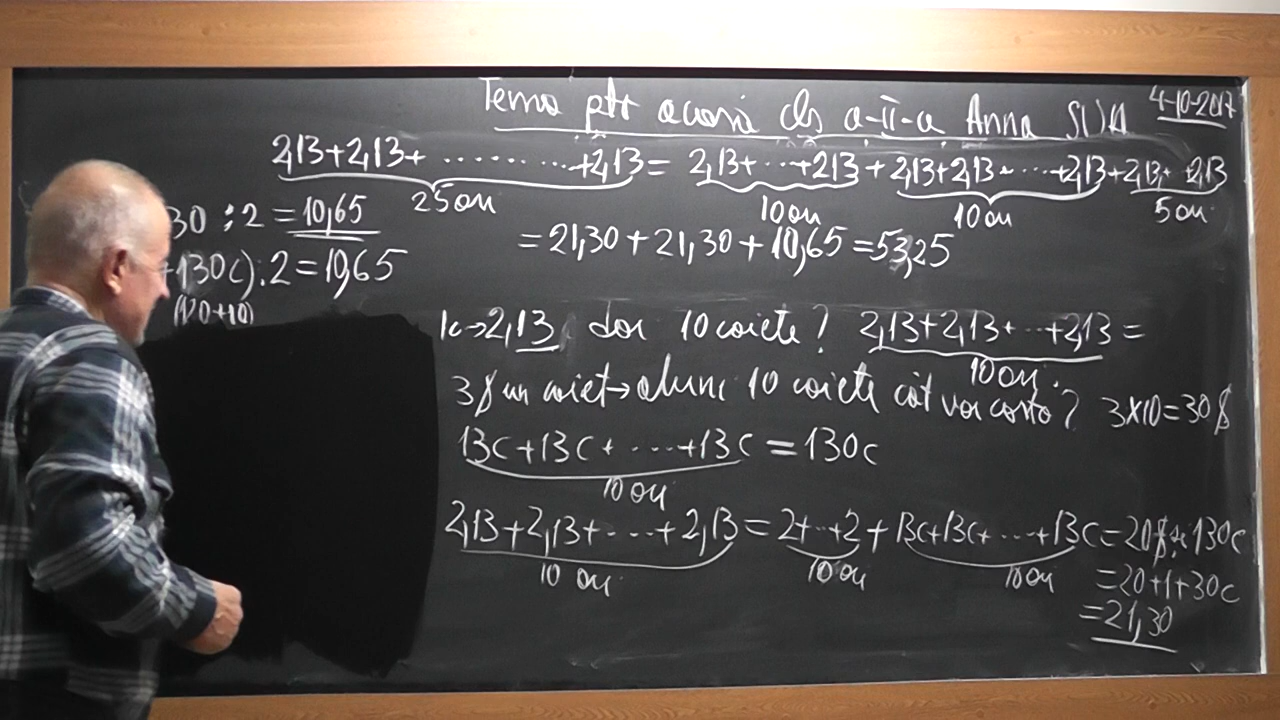 Tema ptr acasă cls a-II-a Anna SUA 4-10-2017
2,13+2,13+ ......... +2,13 = 2,13+...+2,13 + 2,13+2,13+...+2,13+2,13+ 2,13
25 ori 10 ori 10 ori 5 ori
30 : 2 = 10,65
= 21,30 + 21,30 + 10,65 = 53,25
130c) : 2 = 10,65
(120+10)
1c→2,13 dar 10 caiete? 2,13+2,13+...+2,13 =
10 ori
3$ un caiet→atunci 10 caiete cât vor costa? 3x10=30$
13c+13c+ ....+13c = 130c
10 ori
2,13+2,13+...+2,13 = 2+...+2 + 13c+13c+ ...+13c = 20$ 130c
10 ori 10 ori 10 ori
=20+1+30c
=21,30